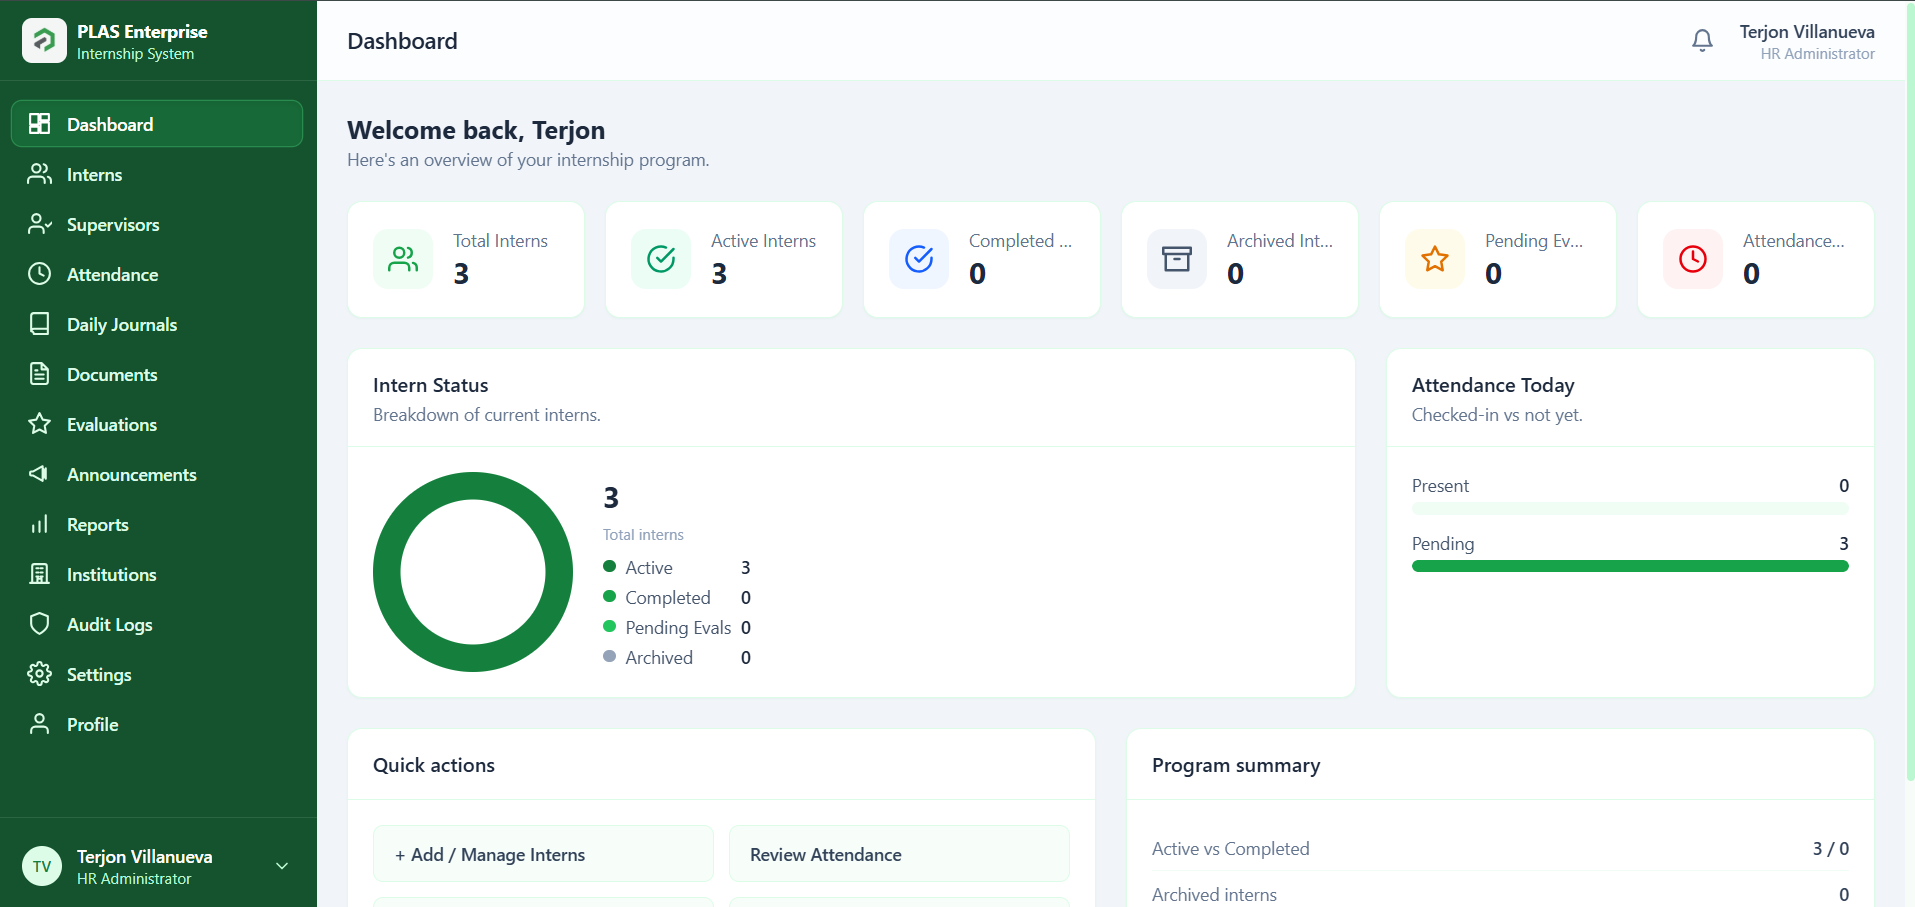 PLAS Enterprise
Internship System
Dashboard
Interns
Supervisors
Attendance
Daily Journals
Documents
Evaluations
Announcements
Reports
Institutions
Audit Logs
Settings
Profile
TV
Terjon Villanueva
HR Administrator
Dashboard
Terjon Villanueva
HR Administrator
Welcome back, Terjon
Here's an overview of your internship program.
Total Interns
3
Active Interns
3
Completed ...
0
Archived Int...
0
Pending Ev...
0
Attendance...
0
Intern Status
Breakdown of current interns.
3
Total interns
Active 3
Completed 0
Pending Evals 0
Archived 0
Attendance Today
Checked-in vs not yet.
Present 0
Pending 3
Quick actions
+ Add / Manage Interns
Review Attendance
Program summary
Active vs Completed 3 / 0
Archived interns 0